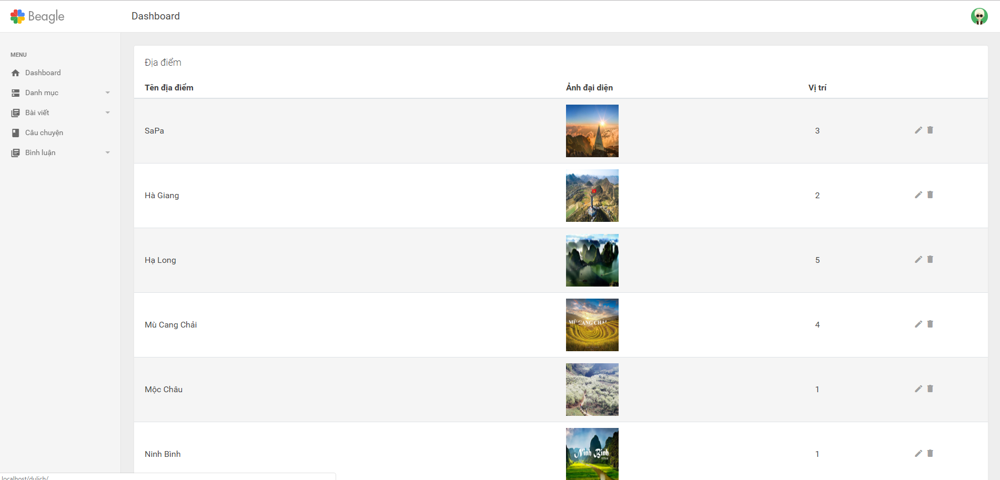 Beagle
Dashboard
MENU
Dashboard
Danh mục
Bài viết
Câu chuyện
Bình luận
Địa điểm
Tên địa điểm Ảnh đại diện Vị trí
SaPa 3
Hà Giang 2
Hạ Long 5
Mù Cang Chải MÙ CANG CHẢI 4
Mộc Châu 1
Ninh Bình Ninh Bình 1
localhost/dulich/